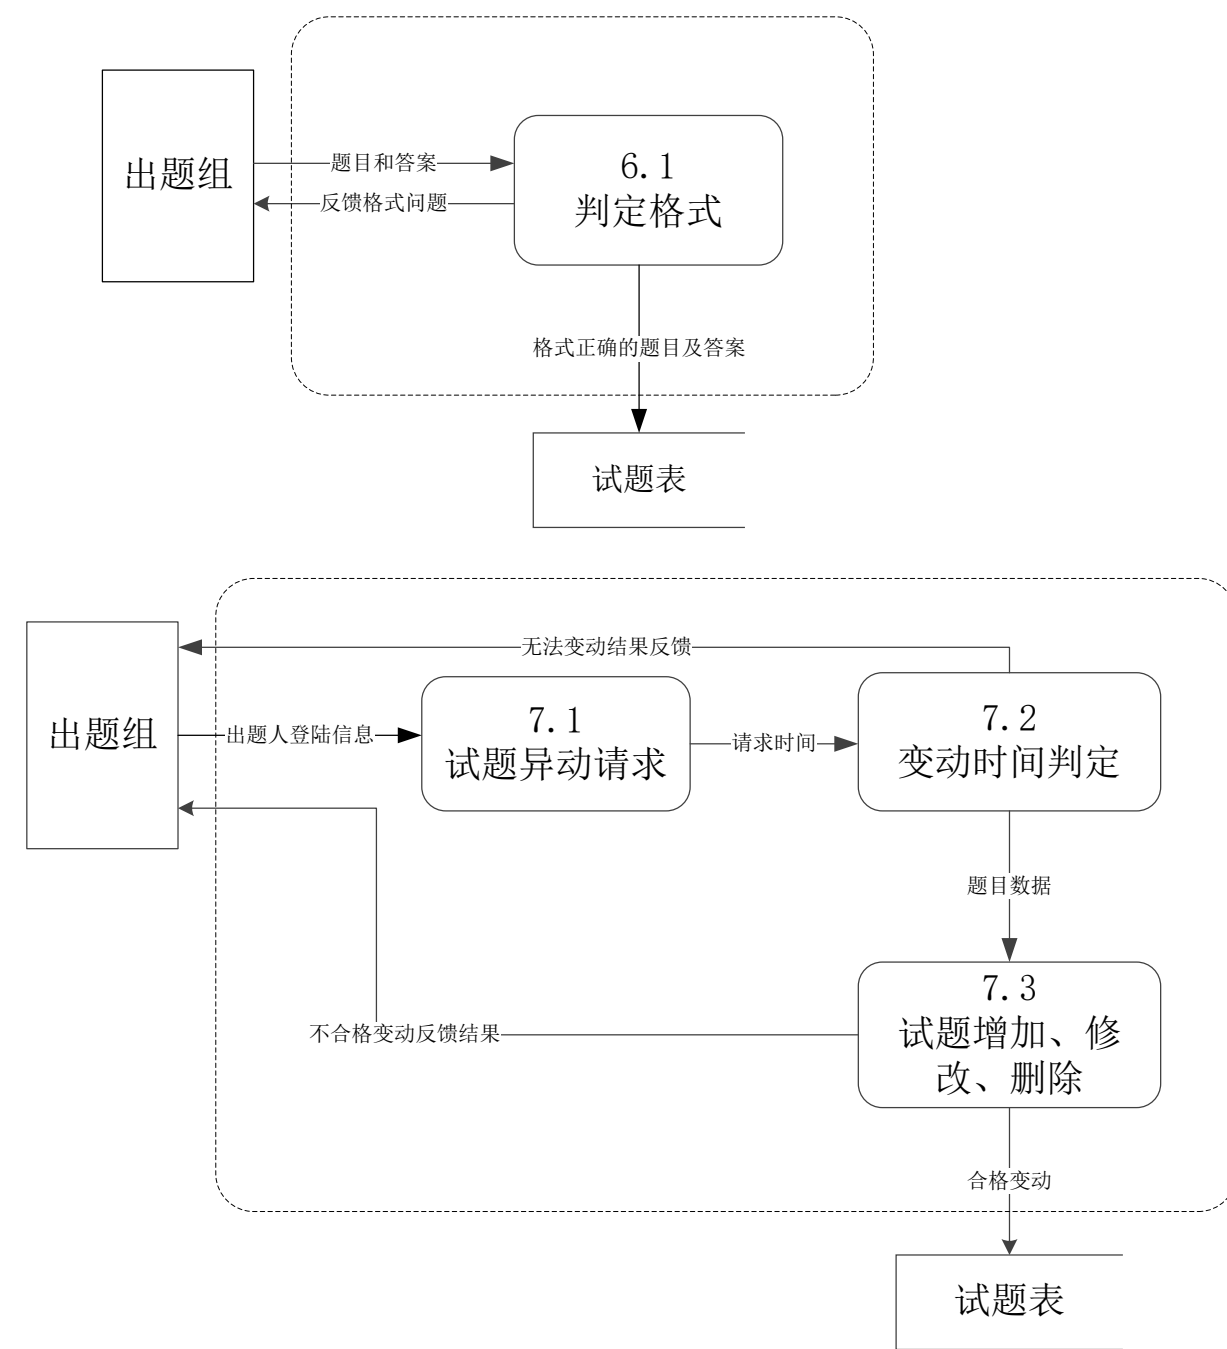 出题组
题目和答案
反馈格式问题
6.1
判定格式
格式正确的题目及答案
试题表
无法变动结果反馈
出题组
出题人登陆信息
7.1
试题异动请求
请求时间
7.2
变动时间判定
题目数据
不合格变动反馈结果
7.3
试题增加、修
改、删除
合格变动
试题表